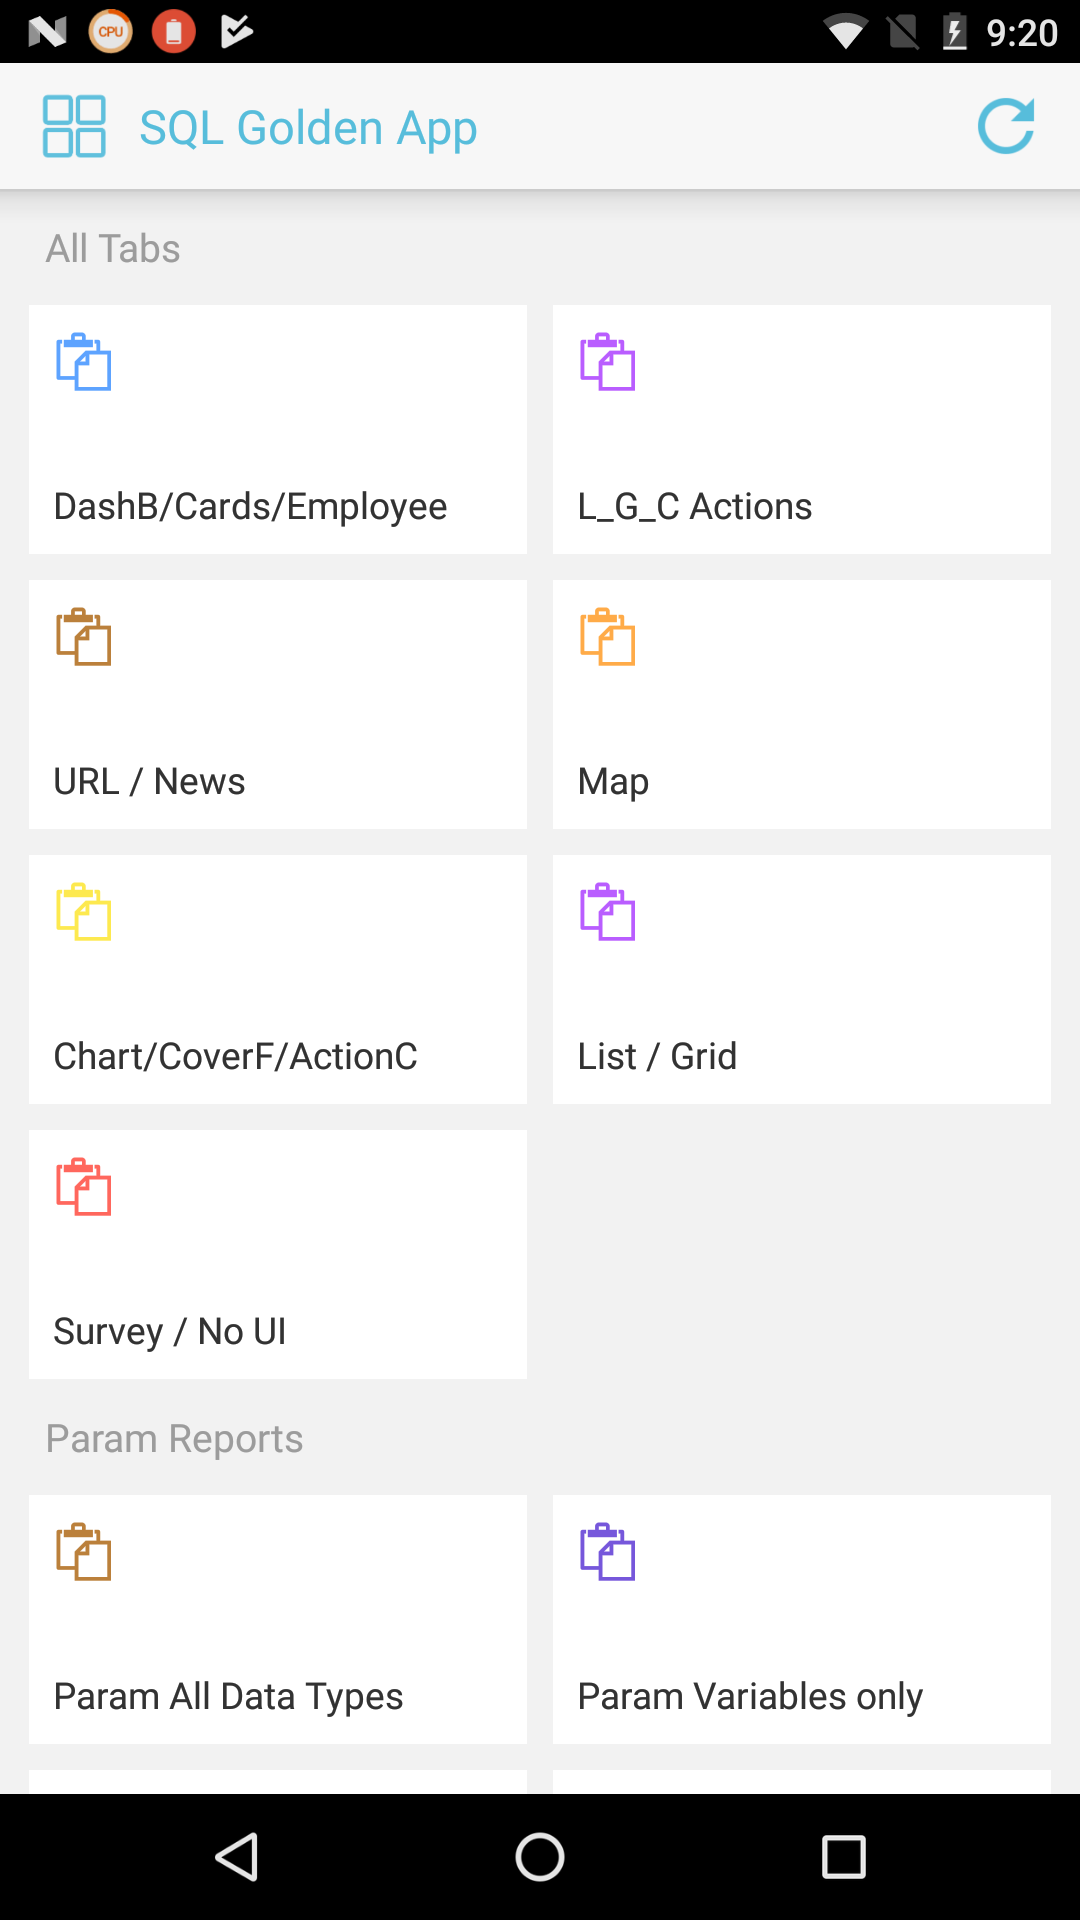 CPU
9:20
SQL Golden App
All Tabs
DashB/Cards/Employee
L_G_C Actions
URL / News
Map
Chart/CoverF/ActionC
List / Grid
Survey / No UI
Param Reports
Param All Data Types
Param Variables only